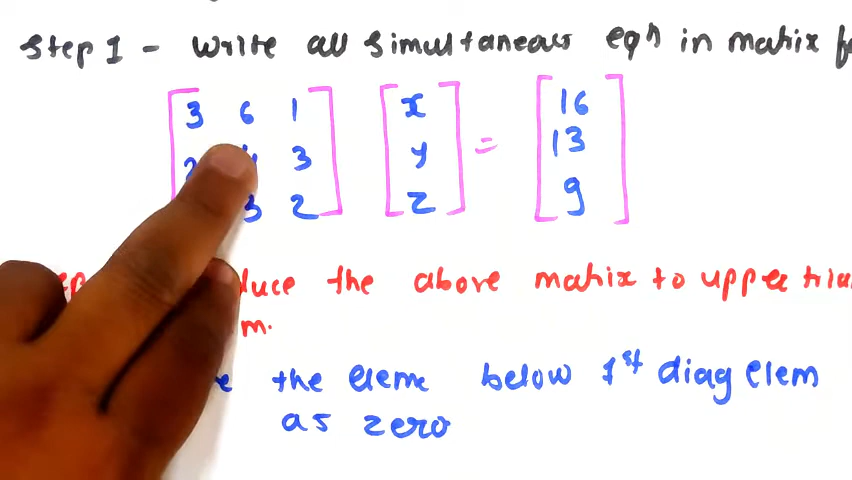 Step 1 - Write all simultaneous eqn in matrix
3 6 1 x 16
3 y = 13
3 2 z 9
the above matrix to upper
m.
the eleme below 1st diag elem
as zero